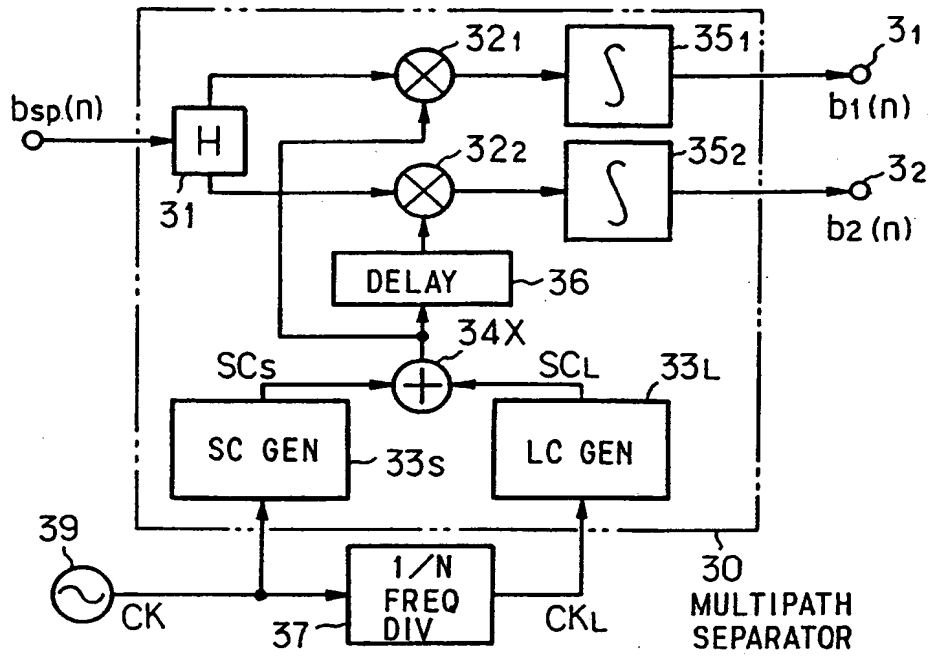 32₁
35₁
3₁
∫
bsp(n)
b1(n)
H
32₂
35₂
3₂
31
∫
b2(n)
DELAY
36
34X
SCs
SCL
33L
+
SC GEN
33s
LC GEN
39
30
MULTIPATH
SEPARATOR
1/N
FREQ
DIV
CK
37
CKL